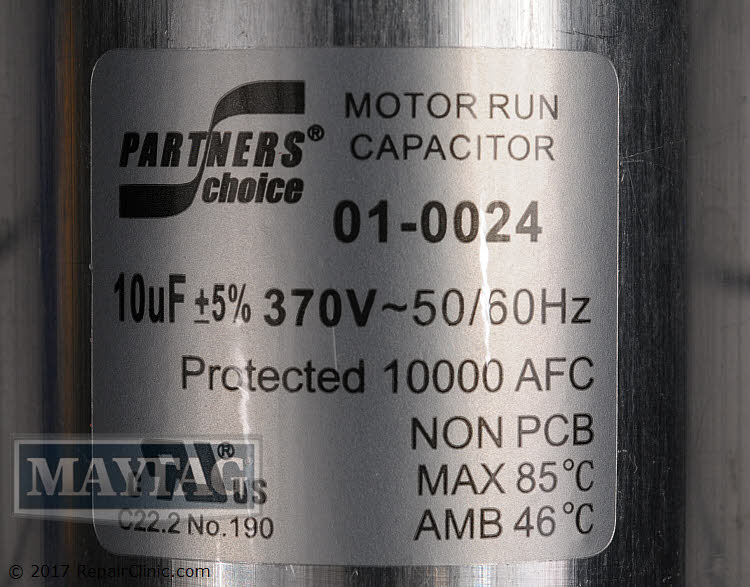 MOTOR RUN
PARTNERS®
CAPACITOR
choice
01-0024
10uF ±5% 370V~50/60Hz
Protected 10000 AFC
NON PCB
MAYTAG
®
US
MAX 85°C
C22.2 No.190
AMB 46°C
© 2017 RepairClinic.com